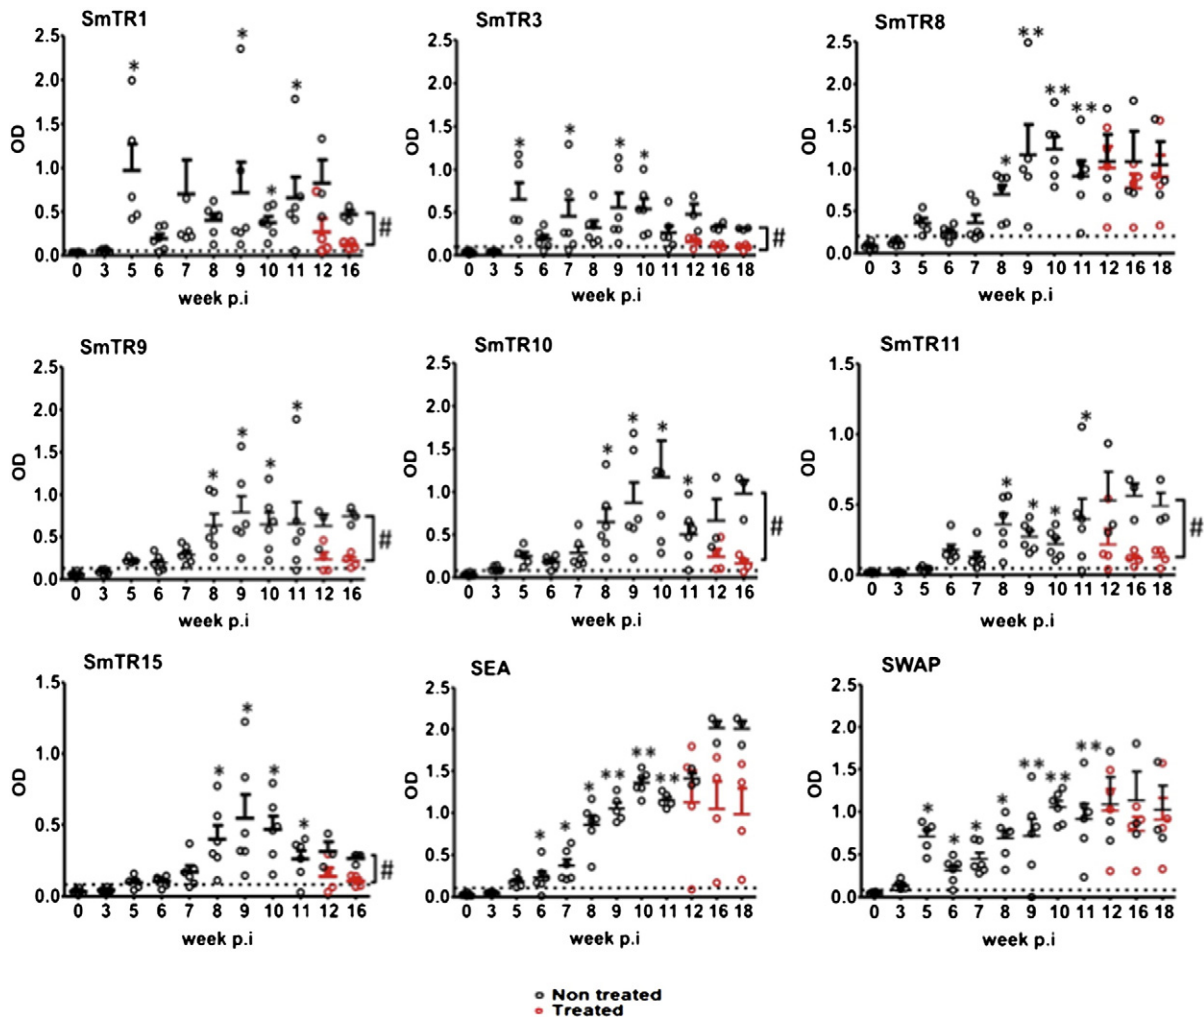 SmTR1
SmTR3
SmTR8
2.5
2.0
1.5
1.0
0.5
0.0
OD
* * * * #
0 3 5 6 7 8 9 10 11 12 16
week p.i
2.5
2.0
1.5
1.0
0.5
0.0
OD
* * * * #
0 3 5 6 7 8 9 10 11 12 16 18
week p.i
2.5
2.0
1.5
1.0
0.5
0.0
OD
* ** ** **
0 3 5 6 7 8 9 10 11 12 16 18
week p.i
SmTR9
SmTR10
SmTR11
2.5
2.0
1.5
1.0
0.5
0.0
OD
* * * * #
0 3 5 6 7 8 9 10 11 12 16
week p.i
2.5
2.0
1.5
1.0
0.5
0.0
OD
* * * * #
0 3 5 6 7 8 9 10 11 12 16
week p.i
1.5
1.0
0.5
0.0
OD
* * * * #
0 3 5 6 7 8 9 10 11 12 16 18
week p.i
SmTR15
SEA
SWAP
1.5
1.0
0.5
0.0
OD
* * * * #
0 3 5 6 7 8 9 10 11 12 16
week p.i
2.5
2.0
1.5
1.0
0.5
0.0
OD
* * * ** ** **
0 3 5 6 7 8 9 10 11 12 16 18
week p.i
2.5
2.0
1.5
1.0
0.5
0.0
OD
* * * * ** ** **
0 3 5 6 7 8 9 10 11 12 16 18
week p.i
Non treated
Treated